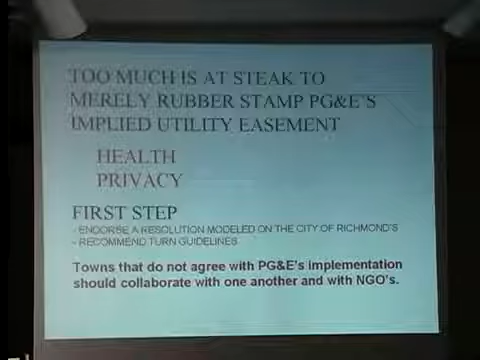 TOO MUCH IS AT STEAK TO
MERELY RUBBER STAMP PG&E'S
IMPLIED UTILITY EASEMENT
HEALTH
PRIVACY
FIRST STEP
- ENDORSE A RESOLUTION MODELED ON THE CITY OF RICHMOND'S
- RECOMMEND TURN GUIDELINES
Towns that do not agree with PG&E's implementation
should collaborate with one another and with NGO's.